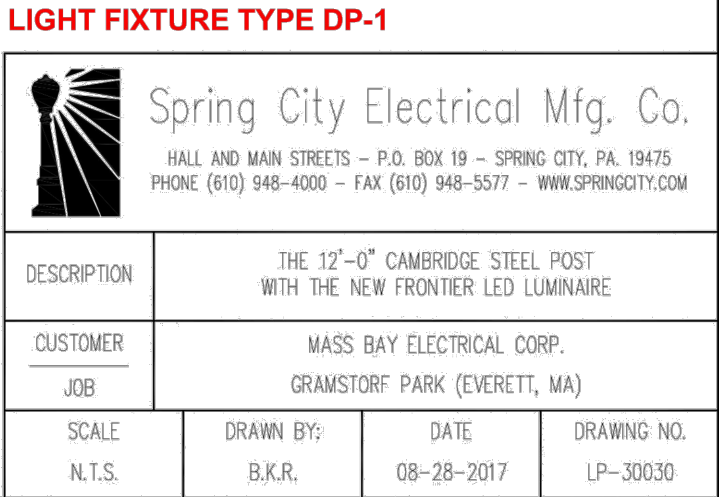 LIGHT FIXTURE TYPE DP-1
Spring City Electrical Mfg. Co.
HALL AND MAIN STREETS – P.O. BOX 19 – SPRING CITY, PA. 19475
PHONE (610) 948–4000 – FAX (610) 948–5577 – WWW.SPRINGCITY.COM
DESCRIPTION
THE 12'–0" CAMBRIDGE STEEL POST
WITH THE NEW FRONTIER LED LUMINAIRE
CUSTOMER
MASS BAY ELECTRICAL CORP.
JOB
GRAMSTORF PARK (EVERETT, MA)
SCALE
N.T.S.
DRAWN BY:
B.K.R.
DATE
08–28–2017
DRAWING NO.
LP–30030